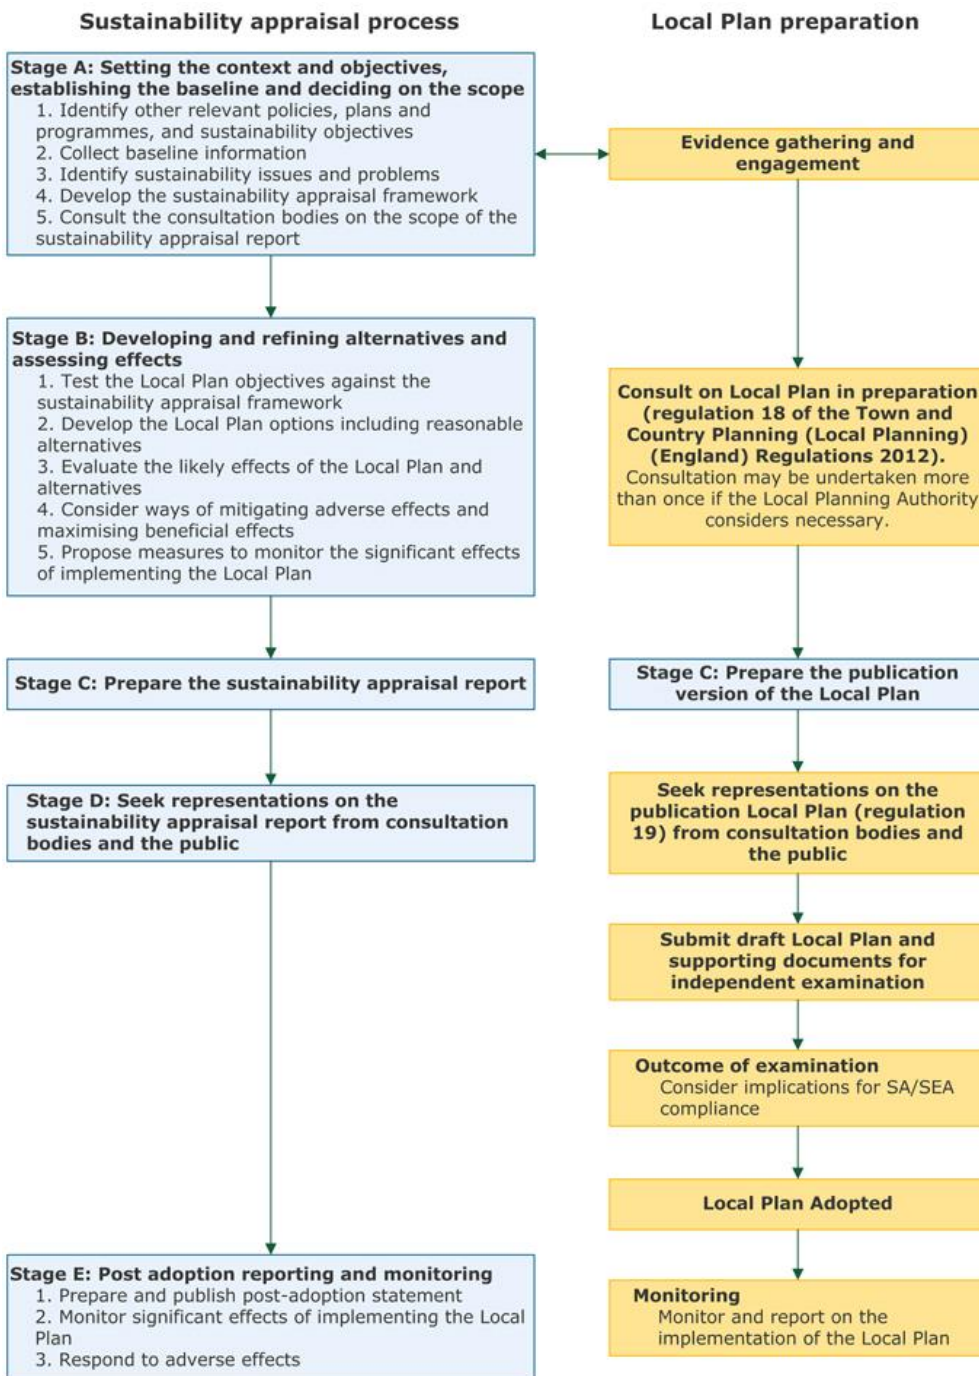 Sustainability appraisal process
Stage A: Setting the context and objectives,
establishing the baseline and deciding on the scope
1. Identify other relevant policies, plans and
programmes, and sustainability objectives
2. Collect baseline information
3. Identify sustainability issues and problems
4. Develop the sustainability appraisal framework
5. Consult the consultation bodies on the scope of the
sustainability appraisal report
Stage B: Developing and refining alternatives and
assessing effects
1. Test the Local Plan objectives against the
sustainability appraisal framework
2. Develop the Local Plan options including reasonable
alternatives
3. Evaluate the likely effects of the Local Plan and
alternatives
4. Consider ways of mitigating adverse effects and
maximising beneficial effects
5. Propose measures to monitor the significant effects
of implementing the Local Plan
Stage C: Prepare the sustainability appraisal report
Stage D: Seek representations on the
sustainability appraisal report from consultation
bodies and the public
Stage E: Post adoption reporting and monitoring
1. Prepare and publish post-adoption statement
2. Monitor significant effects of implementing the Local
Plan
3. Respond to adverse effects
Local Plan preparation
Evidence gathering and
engagement
Consult on Local Plan in preparation
(regulation 18 of the Town and
Country Planning (Local Planning)
(England) Regulations 2012).
Consultation may be undertaken more
than once if the Local Planning Authority
considers necessary.
Stage C: Prepare the publication
version of the Local Plan
Seek representations on the
publication Local Plan (regulation
19) from consultation bodies and
the public
Submit draft Local Plan and
supporting documents for
independent examination
Outcome of examination
Consider implications for SA/SEA
compliance
Local Plan Adopted
Monitoring
Monitor and report on the
implementation of the Local Plan